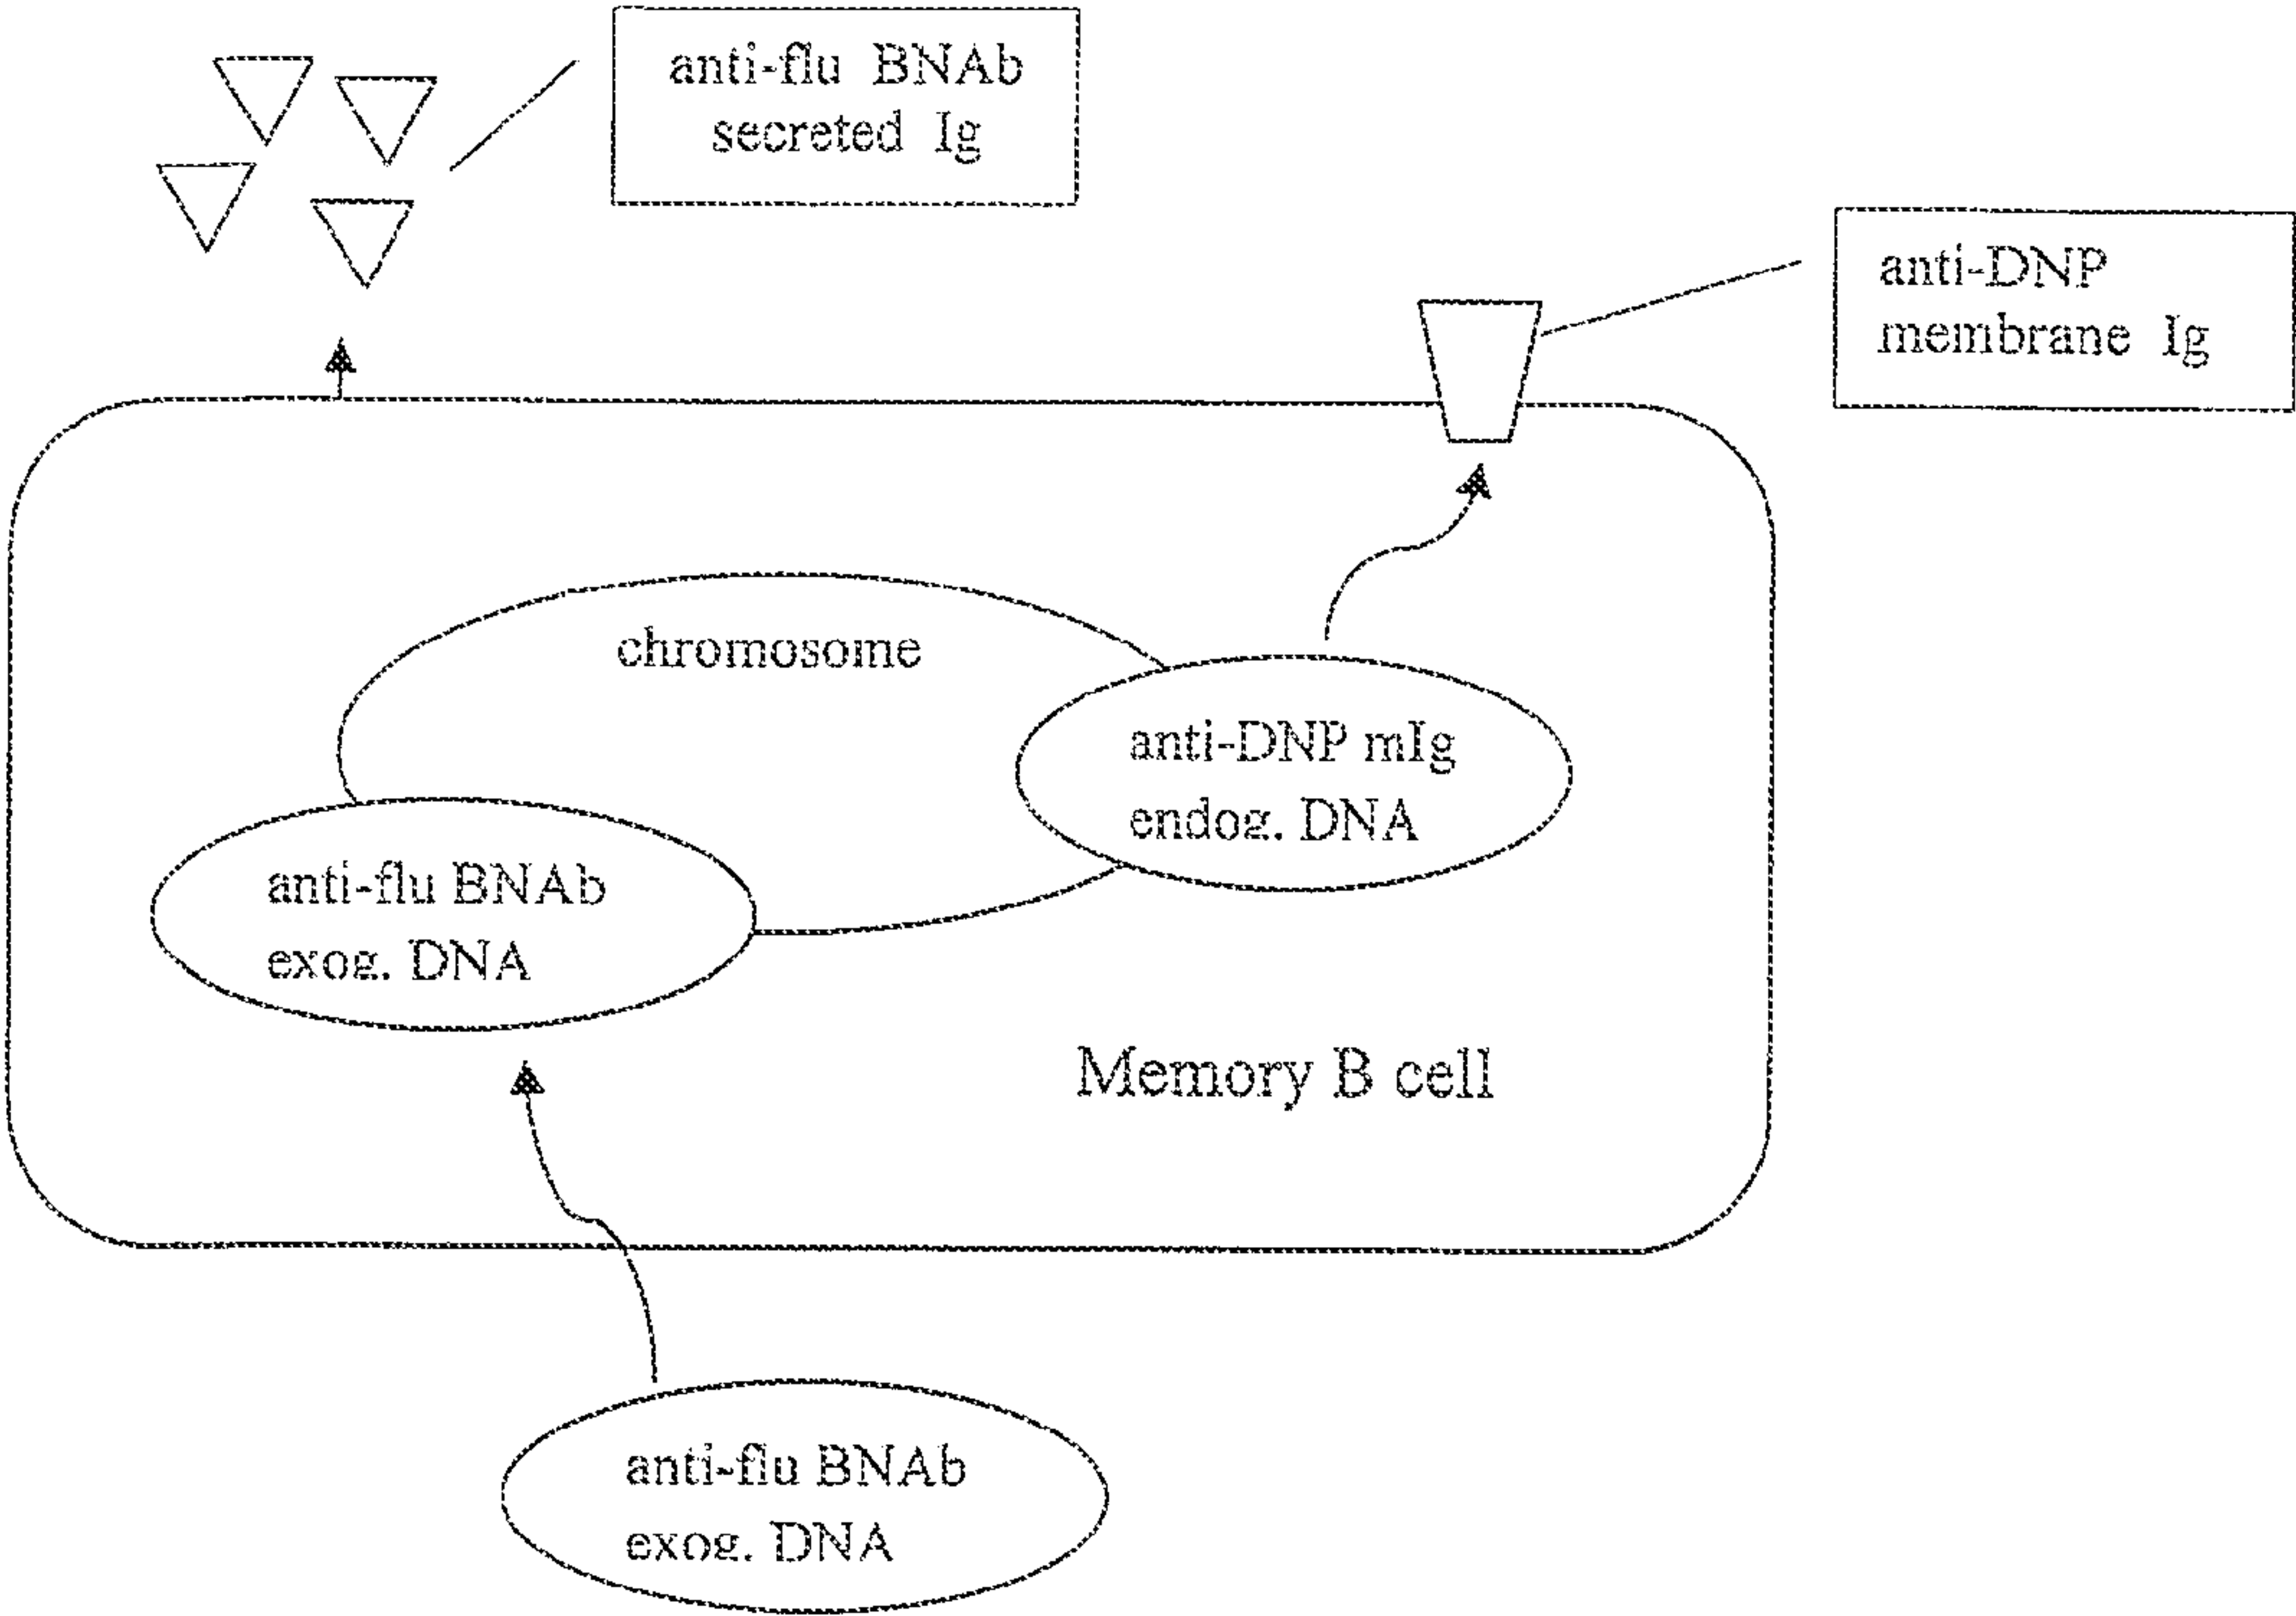 anti-flu BNAb
secreted Ig
anti-DNP
membrane Ig
chromosome
anti-DNP mIg
endog. DNA
anti-flu BNAb
exog. DNA
Memory B cell
anti-flu BNAb
exog. DNA